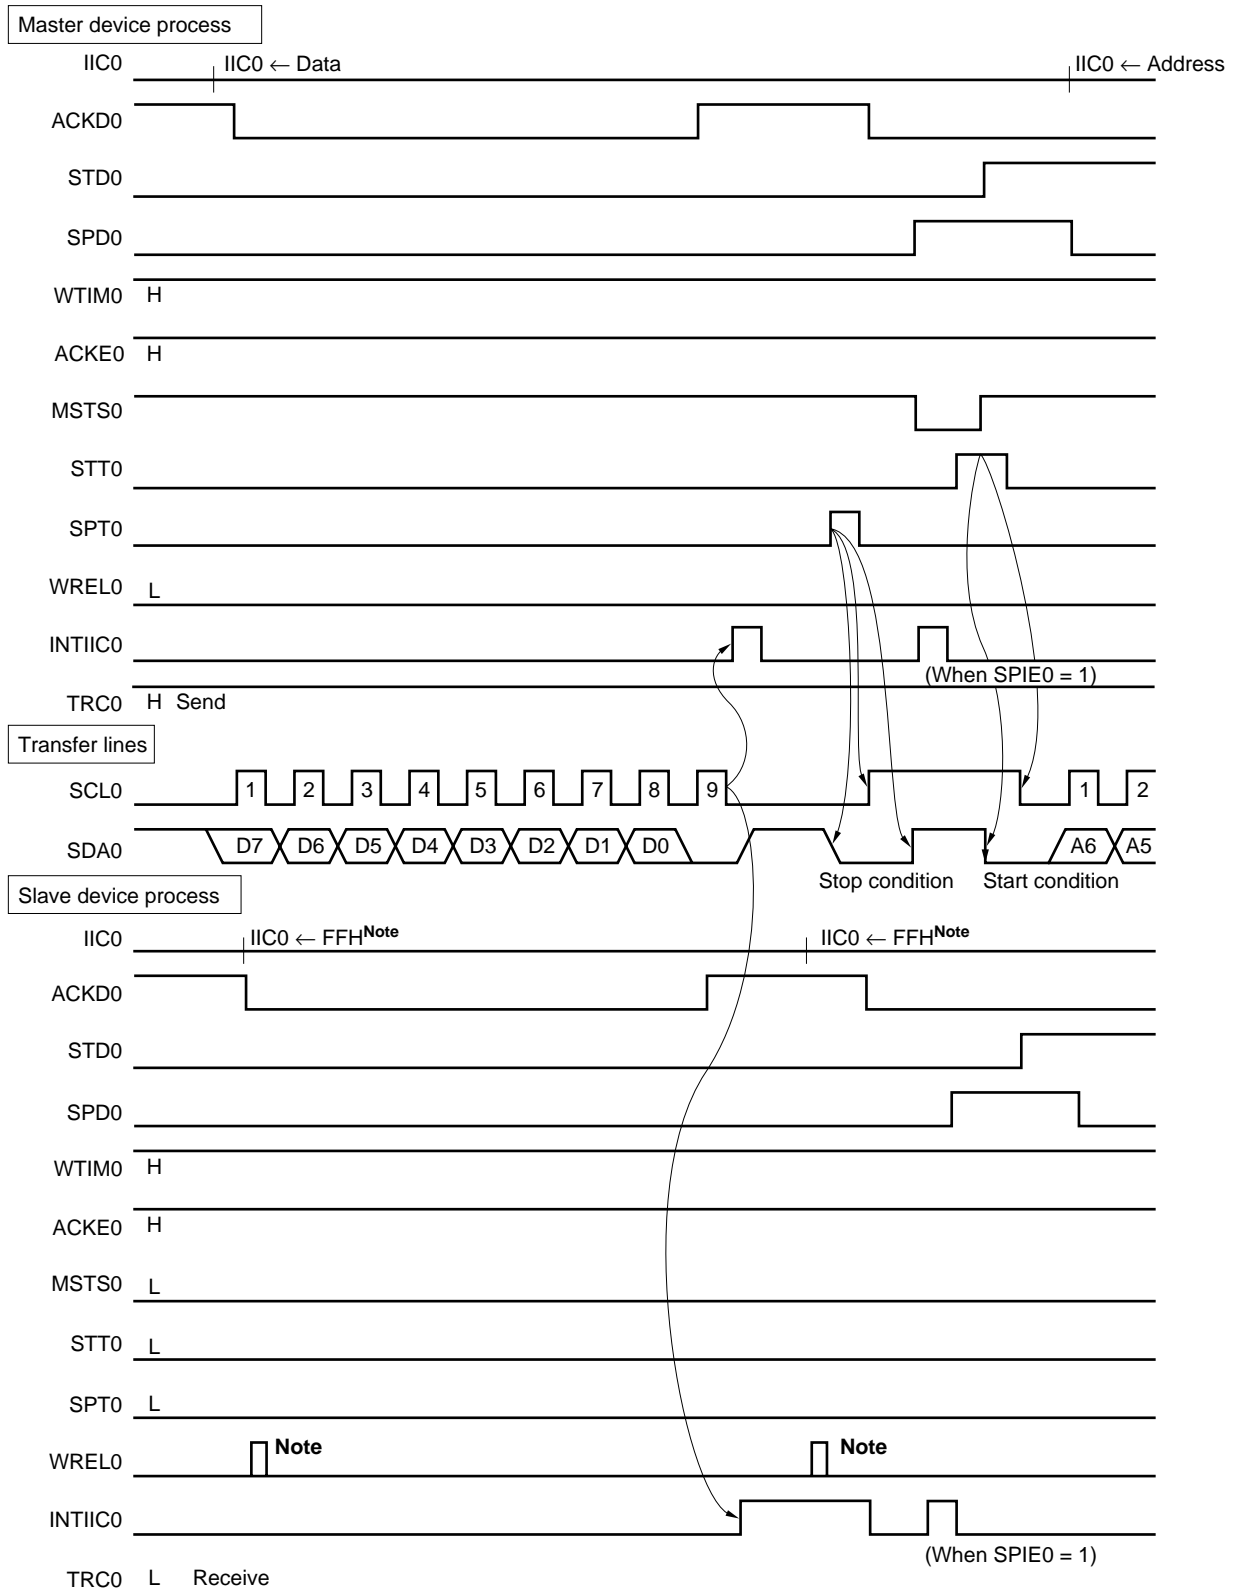 Master device process
IIC0 IIC0 ← Data IIC0 ← Address
ACKD0
STD0
SPD0
WTIM0 H
ACKE0 H
MSTS0
STT0
SPT0
WREL0 L
INTIIC0
(When SPIE0 = 1)
TRC0 H Send
Transfer lines
SCL0 1 2 3 4 5 6 7 8 9 1 2
SDA0 D7 D6 D5 D4 D3 D2 D1 D0 A6 A5
Stop condition Start condition
Slave device process
IIC0 IIC0 ← FFHNote IIC0 ← FFHNote
ACKD0
STD0
SPD0
WTIM0 H
ACKE0 H
MSTS0 L
STT0 L
SPT0 L
WREL0 Note Note
INTIIC0
(When SPIE0 = 1)
TRC0 L Receive